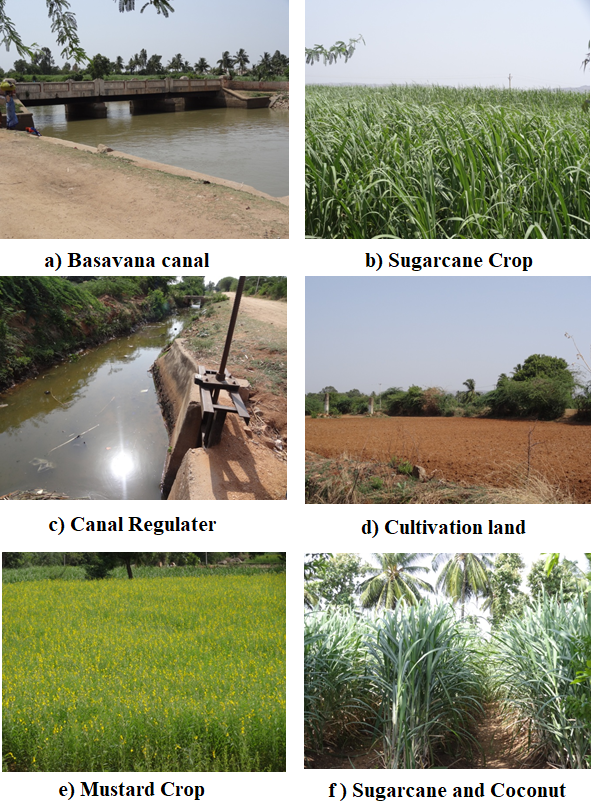 a) Basavana canal
b) Sugarcane Crop
c) Canal Regulater
d) Cultivation land
e) Mustard Crop
f ) Sugarcane and Coconut